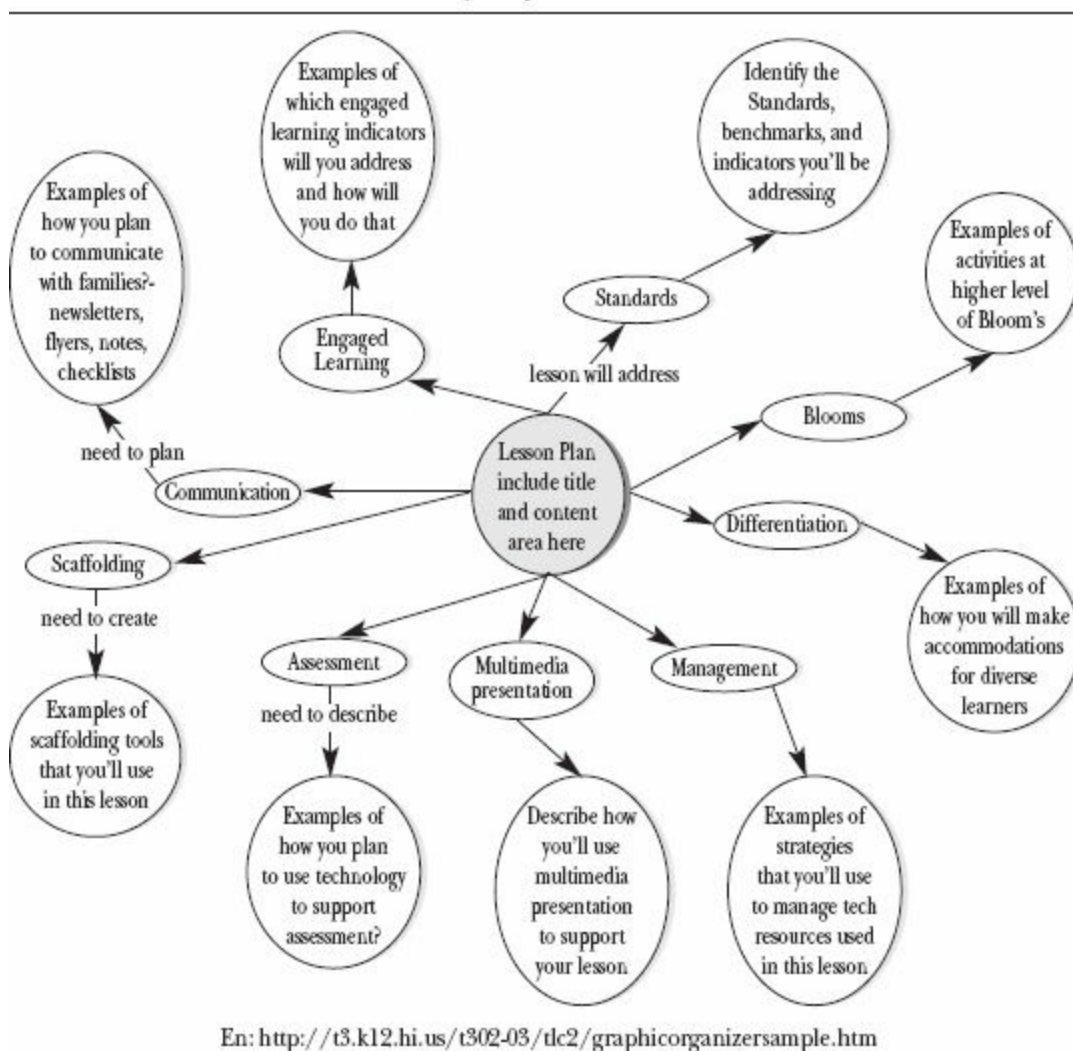 Examples of
which engaged
learning indicators
will you address
and how will
you do that
Identify the
Standards,
benchmarks, and
indicators you'll be
addressing
Examples of
how you plan
to communicate
with families?-
newsletters,
flyers, notes,
checklists
Examples of
activities at
higher level
of Bloom's
Standards
Engaged
Learning
lesson will address
Blooms
need to plan
Communication
Lesson Plan
include title
and content
area here
Differentiation
Scaffolding
need to create
Examples of
how you will make
accommodations
for diverse
learners
Assessment
need to describe
Multimedia
presentation
Management
Examples of
scaffolding tools
that you'll use
in this lesson
Examples of
how you plan
to use technology
to support
assessment?
Describe how
you'll use
multimedia
presentation
to support
your lesson
Examples of
strategies
that you'll use
to manage tech
resources used
in this lesson
En: http://t3.k12.hi.us/t302-03/tlc2/graphicorganizersample.htm